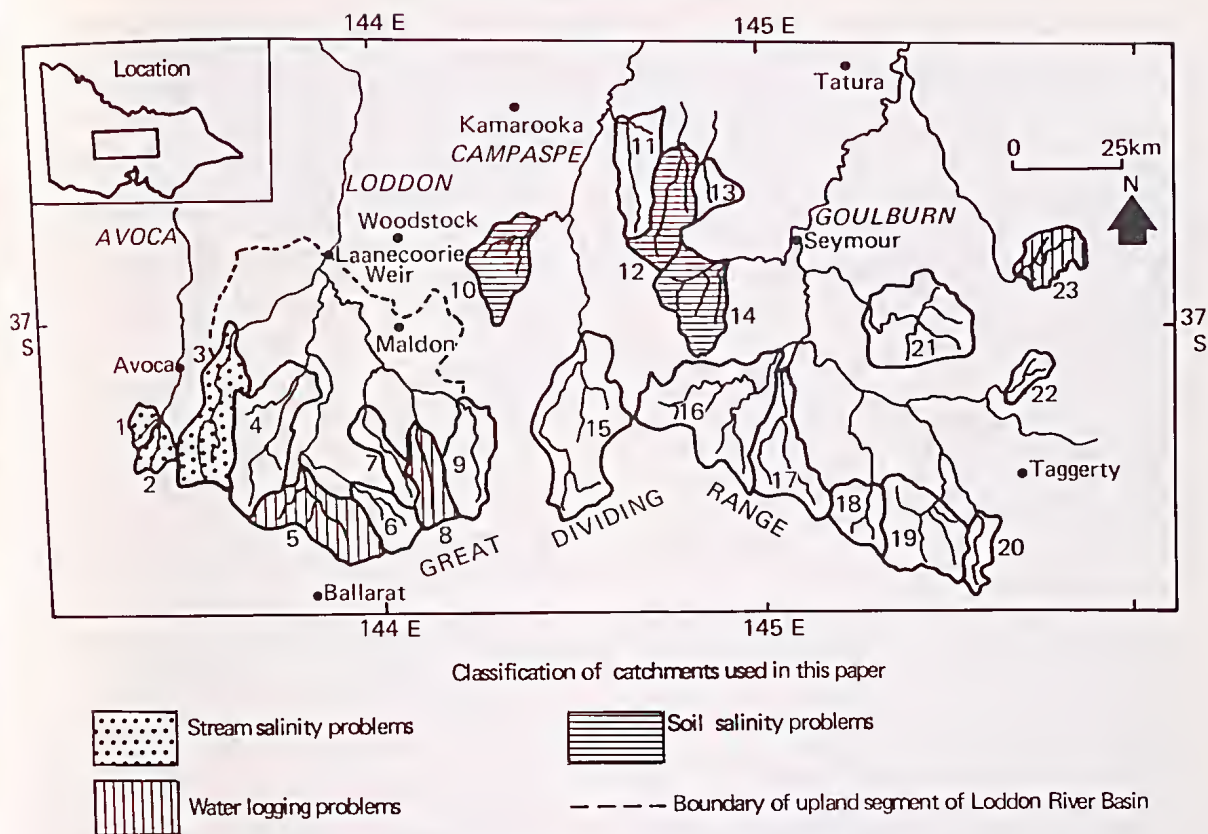 144 E
145 E
Location
Tatura
Kamarooka
CAMPASPE
11
0 25km
N
13
LODDON
AVOCA
Woodstock
GOULBURN
Seymour
Laanecoorie
Weir
12
10
23
14
37
S
37
S
Maldon
21
3
Avoca
22
1
4
15
16
2
7
9
Taggerty
17
RANGE
DIVIDING
18
19
20
5
6
8
GREAT
Ballarat
144 E
145 E
Classification of catchments used in this paper
Stream salinity problems
Soil salinity problems
Water logging problems
Boundary of upland segment of Loddon River Basin